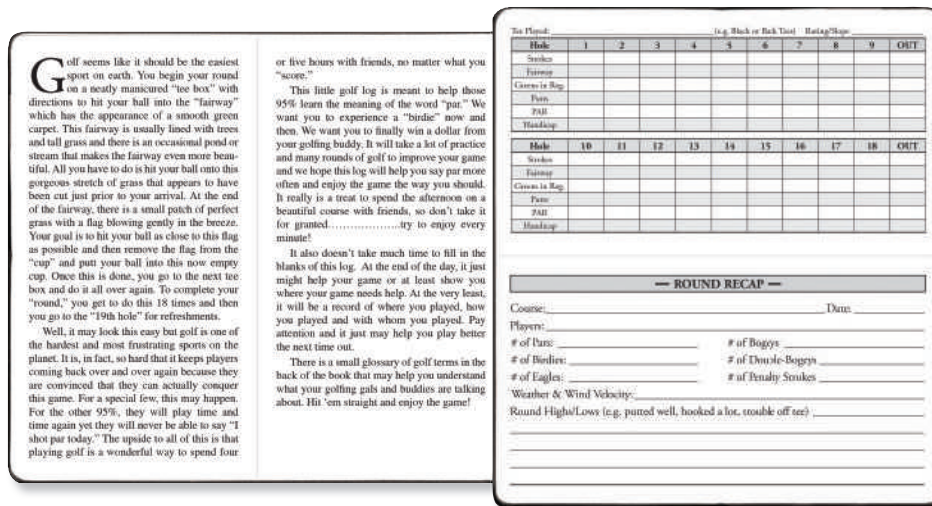 Golf seems like it should be the easiest
sport on earth. You begin your round
on a neatly manicured “tee box” with
directions to hit your ball into the “fairway”
which has the appearance of a smooth green
carpet. This fairway is usually lined with trees
and tall grass and there is an occasional pond or
stream that makes the fairway even more beau-
tiful. All you have to do is hit your ball onto this
gorgeous stretch of grass that appears to have
been cut just prior to your arrival. At the end
of the fairway, there is a small patch of perfect
grass with a flag blowing gently in the breeze.
Your goal is to hit your ball as close to this flag
as possible and then remove the flag from the
“cup” and putt your ball into this now empty
cup. Once this is done, you go to the next tee
box and do it all over again. To complete your
“round,” you get to do this 18 times and then
you go to the “19th hole” for refreshments.
Well, it may look this easy but golf is one of
the hardest and most frustrating sports on the
planet. It is, in fact, so hard that it keeps players
coming back over and over again because they
are convinced that they can actually conquer
this game. For a special few, this may happen.
For the other 95%, they will play time and
time again yet they will never be able to say “I
shot par today.” The upside to all of this is that
playing golf is a wonderful way to spend four
or five hours with friends, no matter what you
“score.”
This little golf log is meant to help those
95% learn the meaning of the word “par.” We
want you to experience a “birdie” now and
then. We want you to finally win a dollar from
your golfing buddy. It will take a lot of practice
and many rounds of golf to improve your game
and we hope this log will help you say par more
often and enjoy the game the way you should.
It really is a treat to spend the afternoon on a
beautiful course with friends, so don’t take it
for granted....................try to enjoy every
minute!
It also doesn’t take much time to fill in the
blanks of this log. At the end of the day, it just
might help your game or at least show you
where your game needs help. At the very least,
it will be a record of where you played, how
you played and with whom you played. Pay
attention and it just may help you play better
the next time out.
There is a small glossary of golf terms in the
back of the book that may help you understand
what your golfing gals and buddies are talking
about. Hit ’em straight and enjoy the game!
Tee Played: (e.g. Black or Back Tees) Rating/Slope
Hole 1 2 3 4 5 6 7 8 9 OUT
Strokes
Fairway
Greens in Reg.
Putts
PAR
Handicap
Hole 10 11 12 13 14 15 16 17 18 OUT
Strokes
Fairway
Greens in Reg.
Putts
PAR
Handicap
— ROUND RECAP —
Course: Date:
Players:
# of Pars: # of Bogeys
# of Birdies: # of Double-Bogeys
# of Eagles: # of Penalty Strokes
Weather & Wind Velocity:
Round Highs/Lows (e.g. putted well, hooked a lot, trouble off tee)